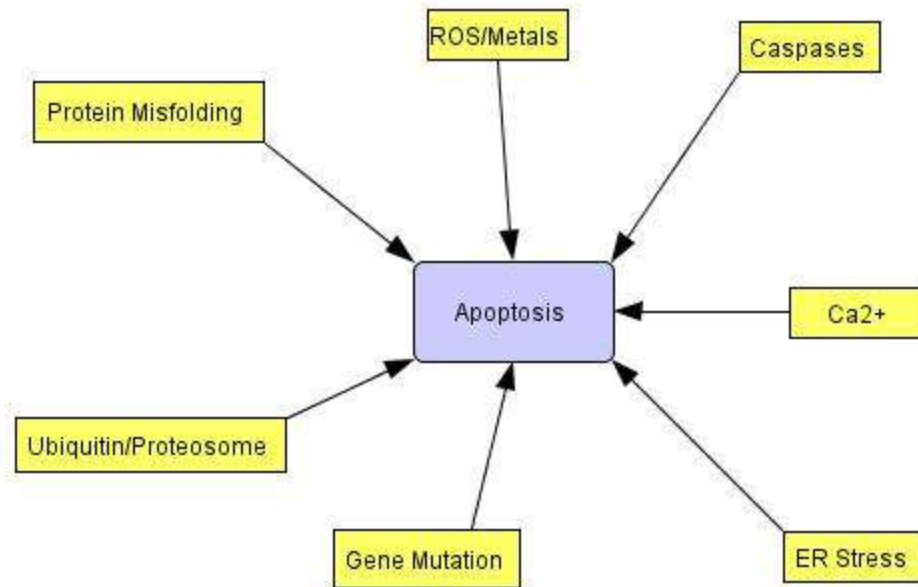 ROS/Metals
Caspases
Protein Misfolding
Apoptosis
Ca2+
Ubiquitin/Proteosome
Gene Mutation
ER Stress